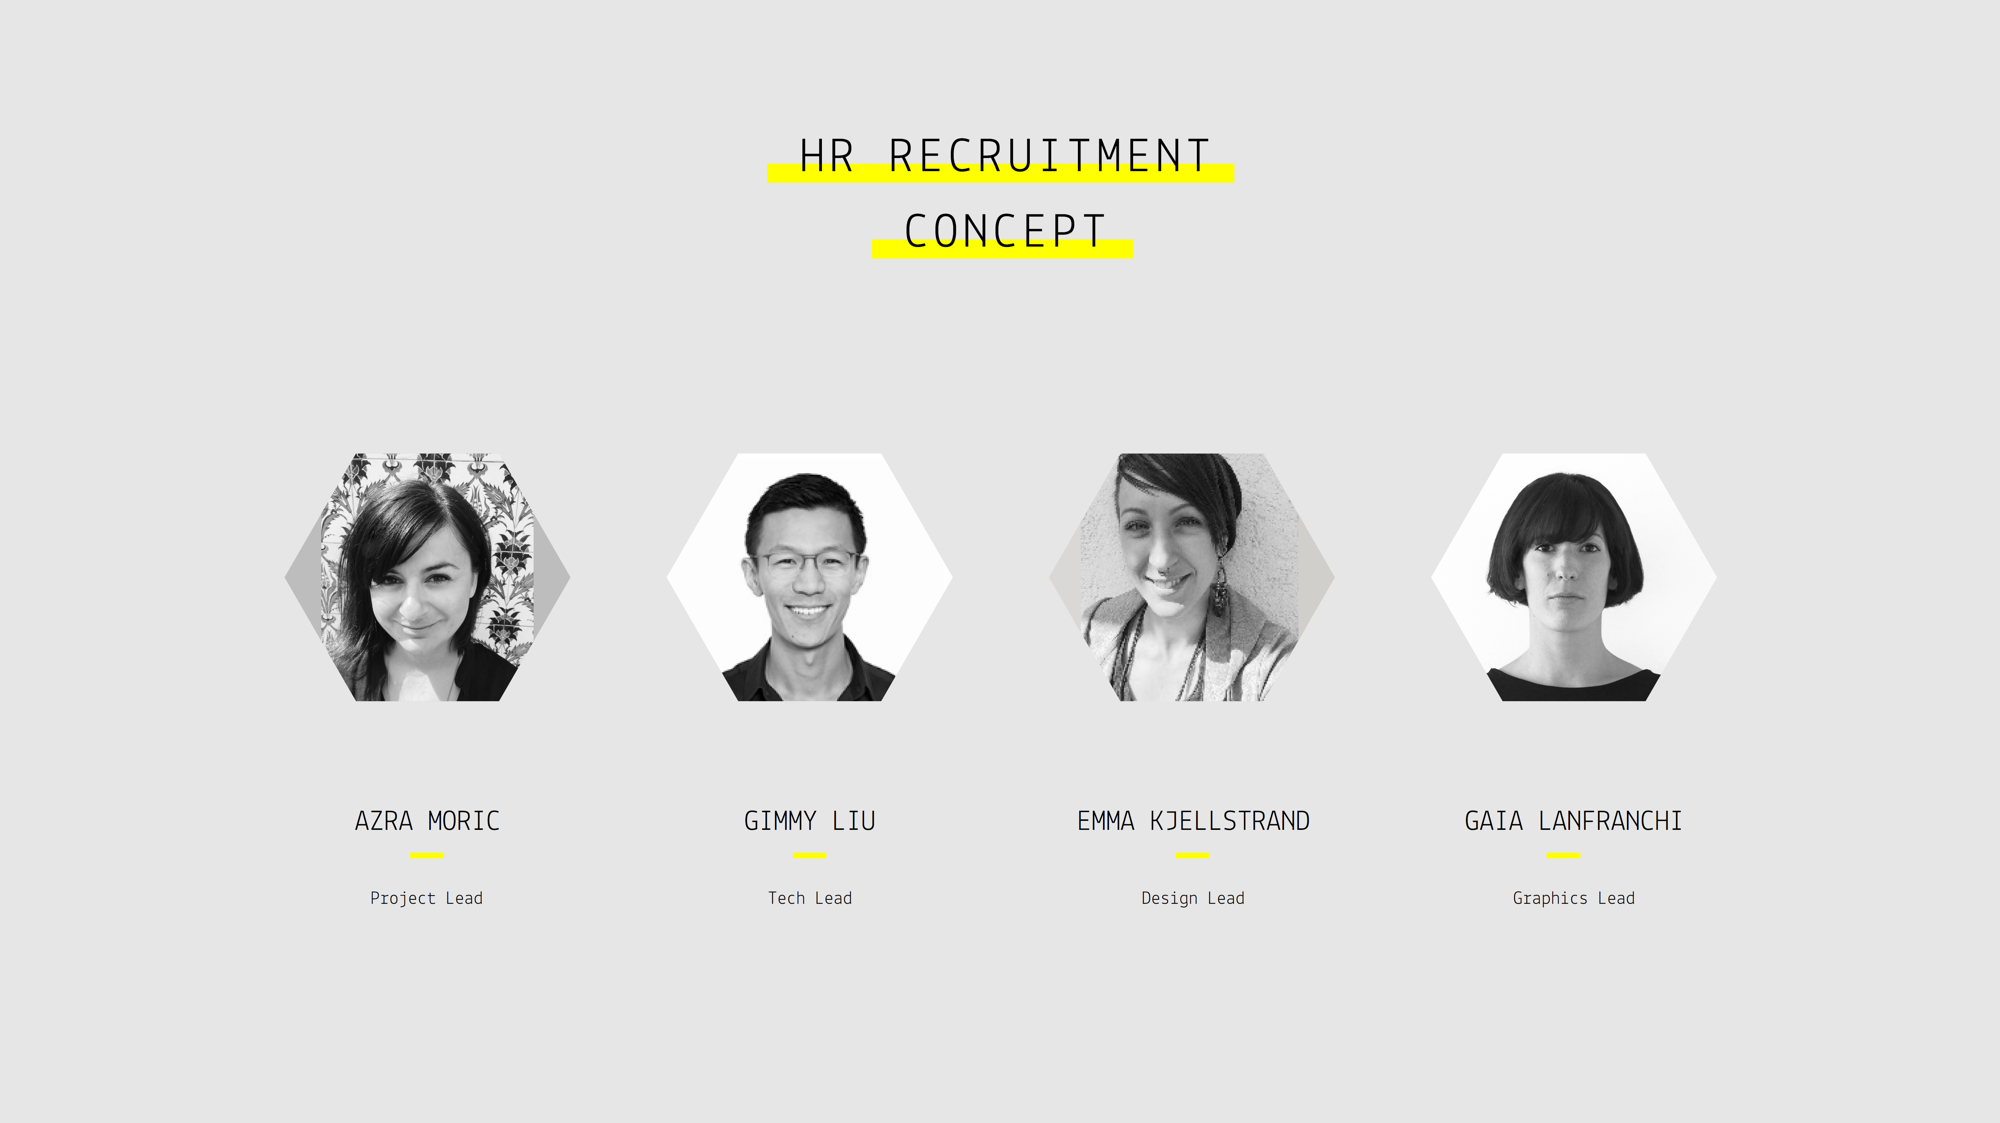 HR RECRUITMENT
CONCEPT
AZRA MORIC
GIMMY LIU
EMMA KJELLSTRAND
GAIA LANFRANCHI
Project Lead
Tech Lead
Design Lead
Graphics Lead